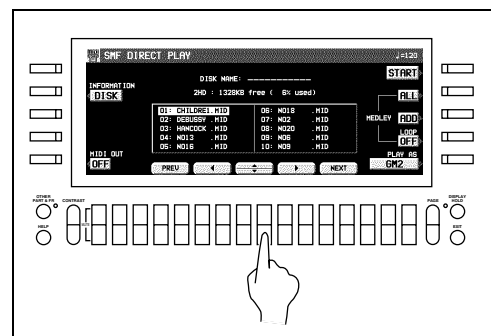 SMF DIRECT PLAY ♩=120
DISK NAME: ___________
2HD : 1328KB free ( 6% used)
START
INFORMATION
DISK
ALL
MEDLEY ADD
LOOP
OFF
01: CHILDRE1.MID 06: NO18 .MID
02: DEBUSSY .MID 07: NO2 .MID
03: HANCOCK .MID 08: NO20 .MID
04: NO13 .MID 09: NO6 .MID
05: NO16 .MID 10: NO9 .MID
MIDI OUT
OFF
PLAY AS
GM2
PREV NEXT
OTHER PART & FR
CONTRAST
PAGE
DISPLAY HOLD
HELP
EXIT